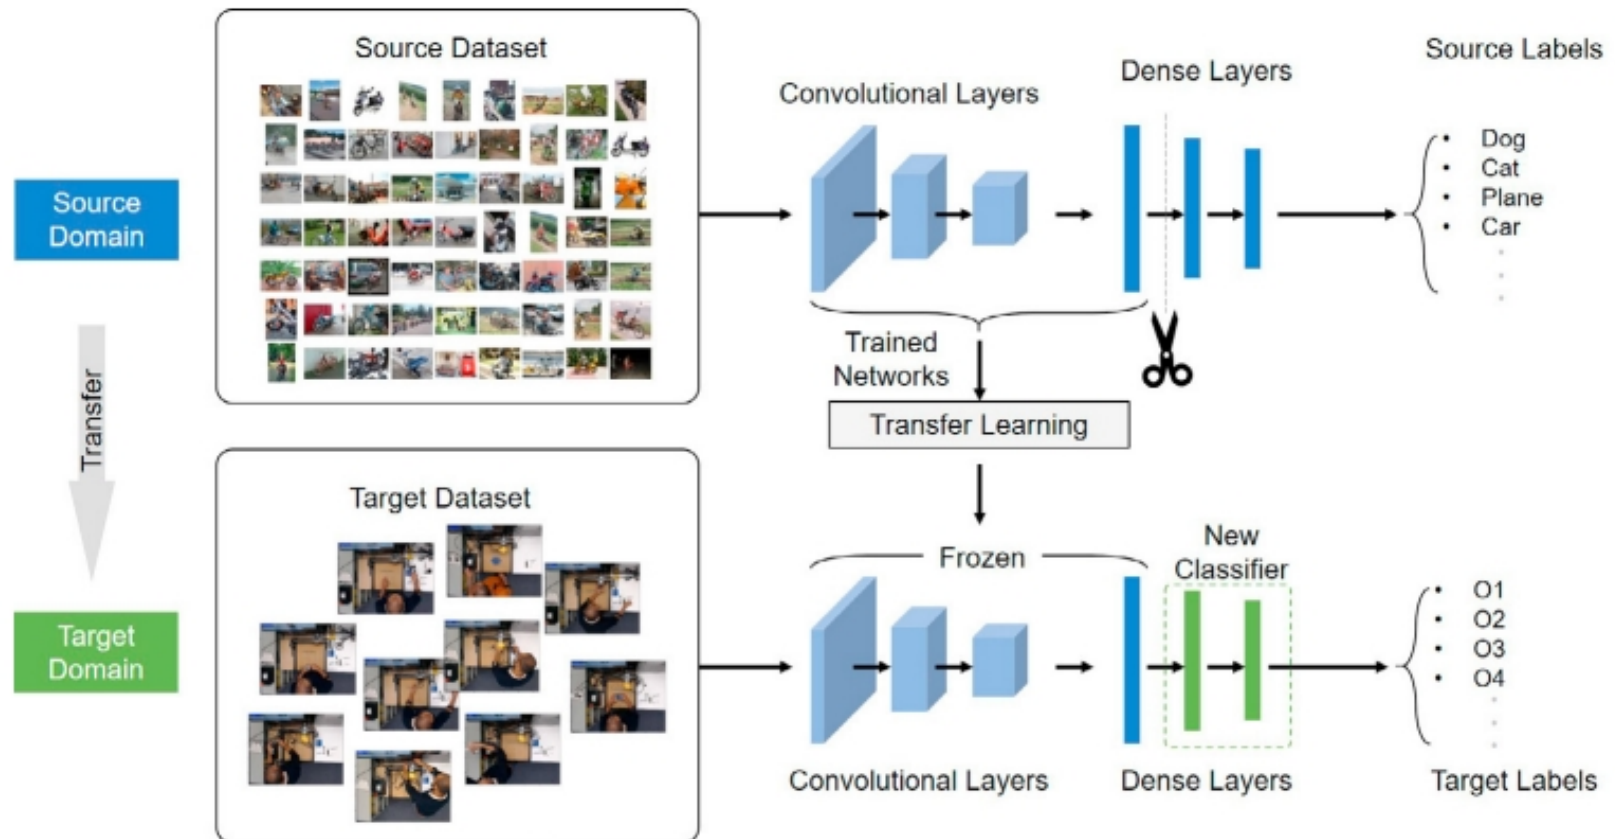 Source Dataset
Convolutional Layers
Dense Layers
Source Labels
Source
Domain
• Dog
• Cat
• Plane
• Car
Transfer
Trained
Networks
Transfer Learning
Target Dataset
Target
Domain
Frozen
New
Classifier
Convolutional Layers
Dense Layers
• O1
• O2
• O3
• O4
Target Labels